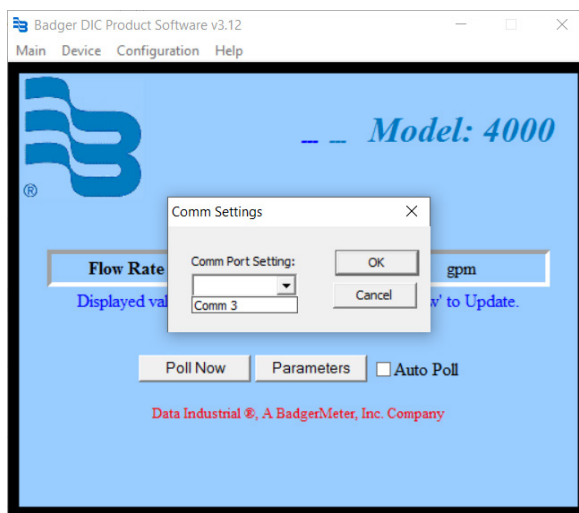 Badger DIC Product Software v3.12
Main Device Configuration Help
--- -- Model: 4000
®
Comm Settings
Comm Port Setting:
OK
Comm 3
Cancel
Flow Rate
gpm
Displayed val
w' to Update.
Poll Now
Parameters
Auto Poll
Data Industrial ®, A BadgerMeter, Inc. Company